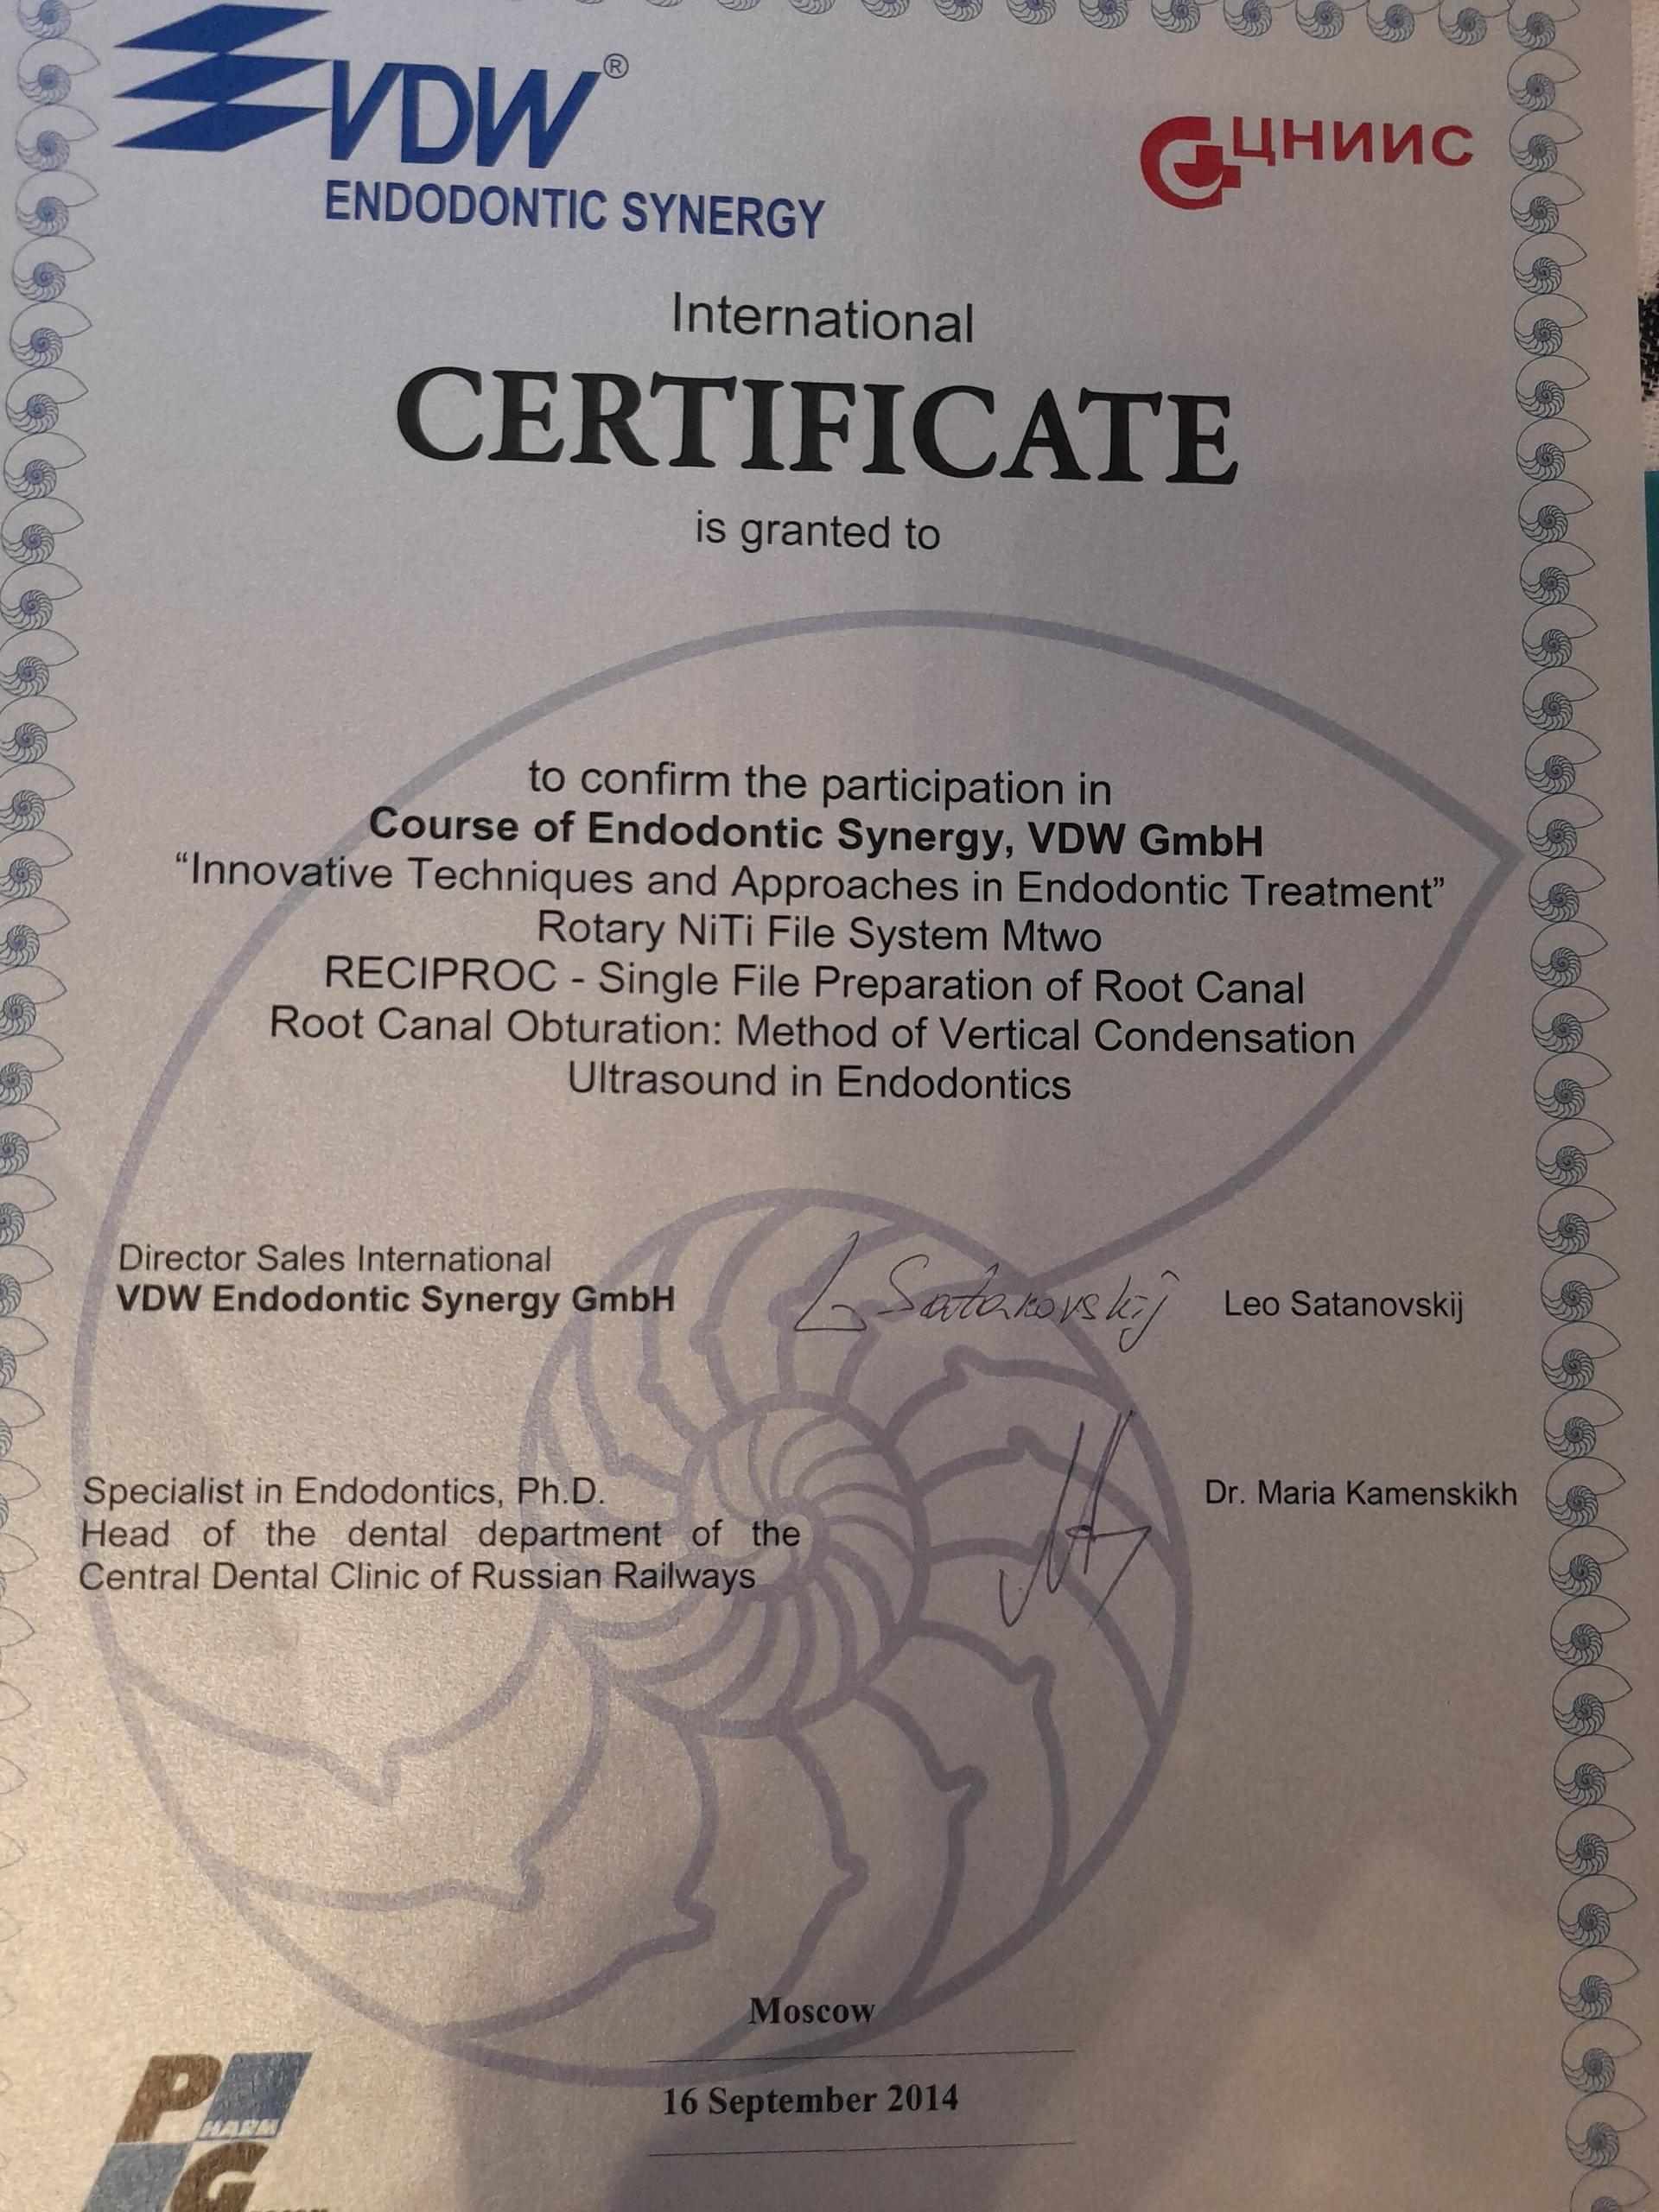 VDW®
ENDODONTIC SYNERGY
ЦНИИС
International
CERTIFICATE
is granted to
to confirm the participation in
Course of Endodontic Synergy, VDW GmbH
“Innovative Techniques and Approaches in Endodontic Treatment”
Rotary NiTi File System Mtwo
RECIPROC - Single File Preparation of Root Canal
Root Canal Obturation: Method of Vertical Condensation
Ultrasound in Endodontics
Director Sales International
VDW Endodontic Synergy GmbH
L Satanovskij
Leo Satanovskij
Specialist in Endodontics, Ph.D.
Head of the dental department of the
Central Dental Clinic of Russian Railways
Dr. Maria Kamenskikh
Moscow
16 September 2014
PHARM
G